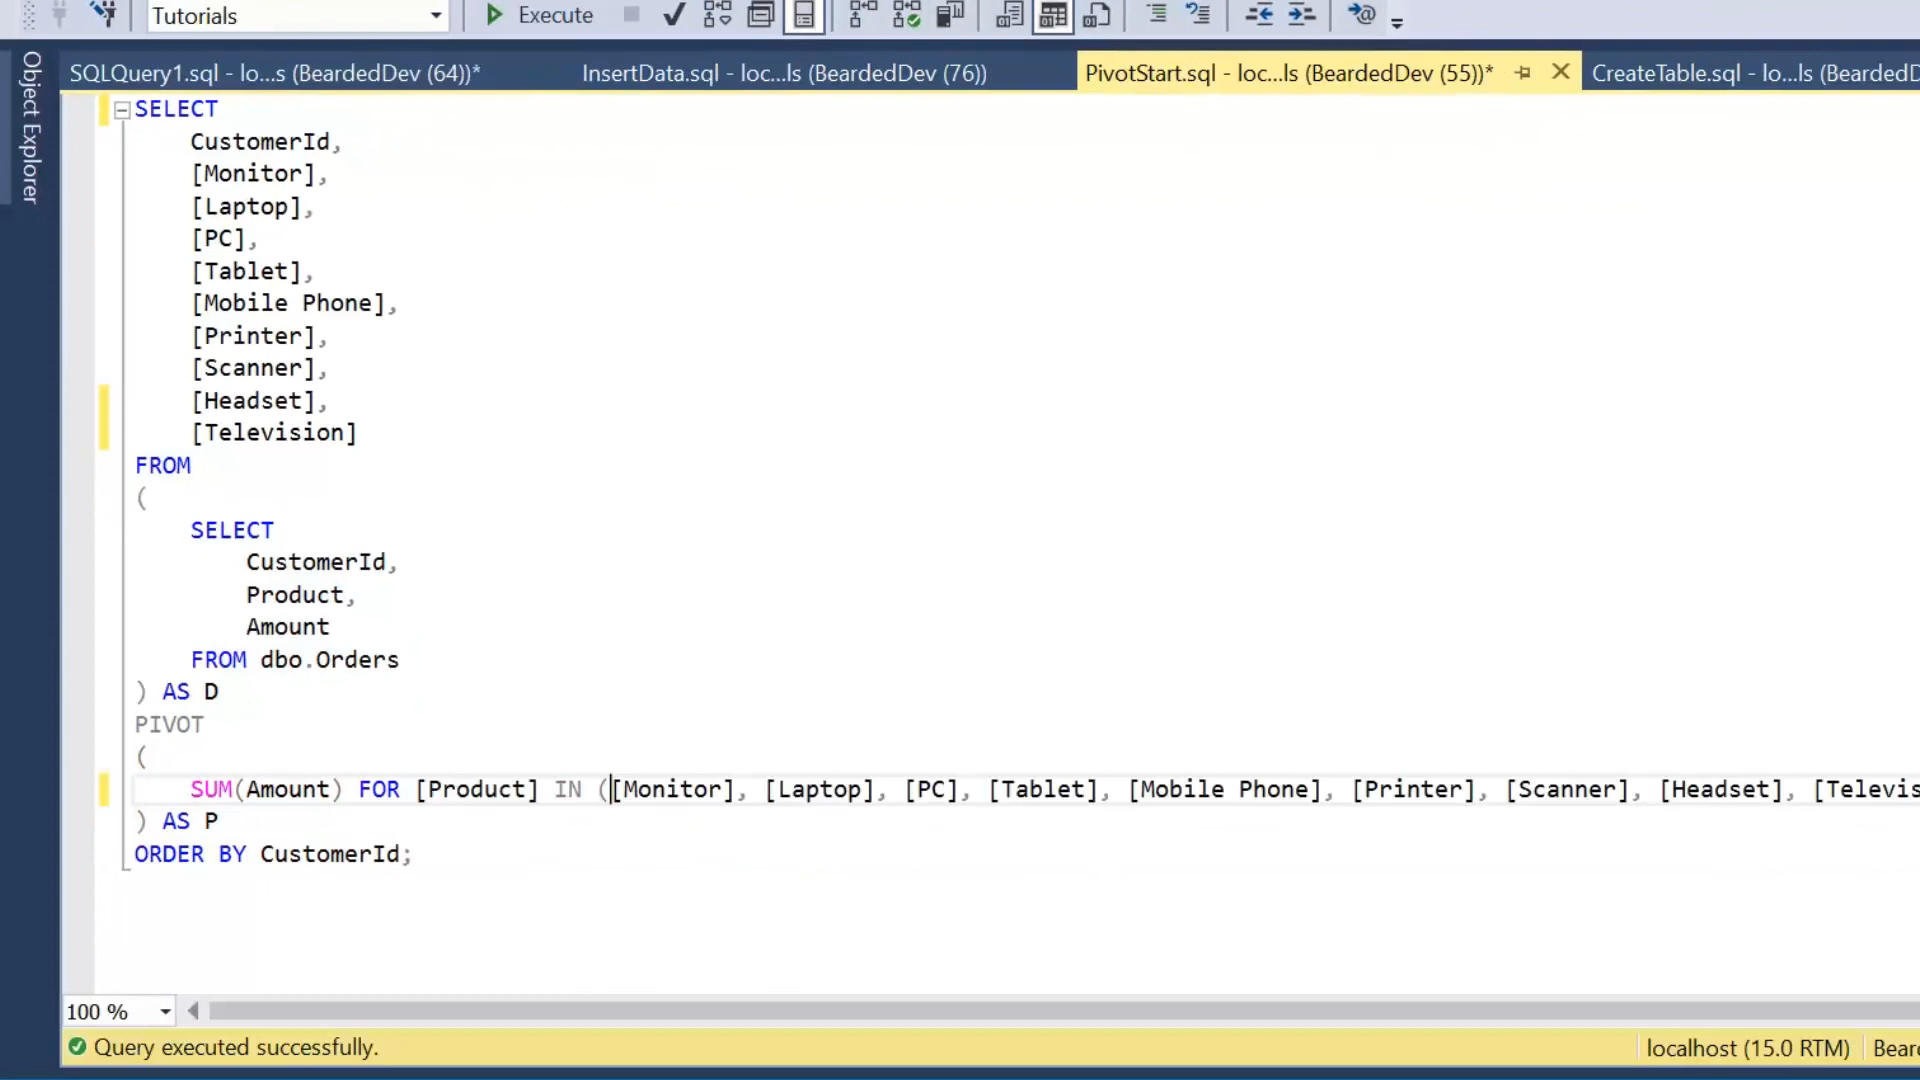 Tutorials
Execute
Object Explorer
SQLQuery1.sql - lo...s (BeardedDev (64))*
InsertData.sql - loc...ls (BeardedDev (76))
PivotStart.sql - loc...ls (BeardedDev (55))*
CreateTable.sql - lo...ls (BeardedD
SELECT
CustomerId,
[Monitor],
[Laptop],
[PC],
[Tablet],
[Mobile Phone],
[Printer],
[Scanner],
[Headset],
[Television]
FROM
(
SELECT
CustomerId,
Product,
Amount
FROM dbo.Orders
) AS D
PIVOT
(
SUM(Amount) FOR [Product] IN ([Monitor], [Laptop], [PC], [Tablet], [Mobile Phone], [Printer], [Scanner], [Headset], [Televis
) AS P
ORDER BY CustomerId;
100 %
Query executed successfully.
localhost (15.0 RTM)
Bear